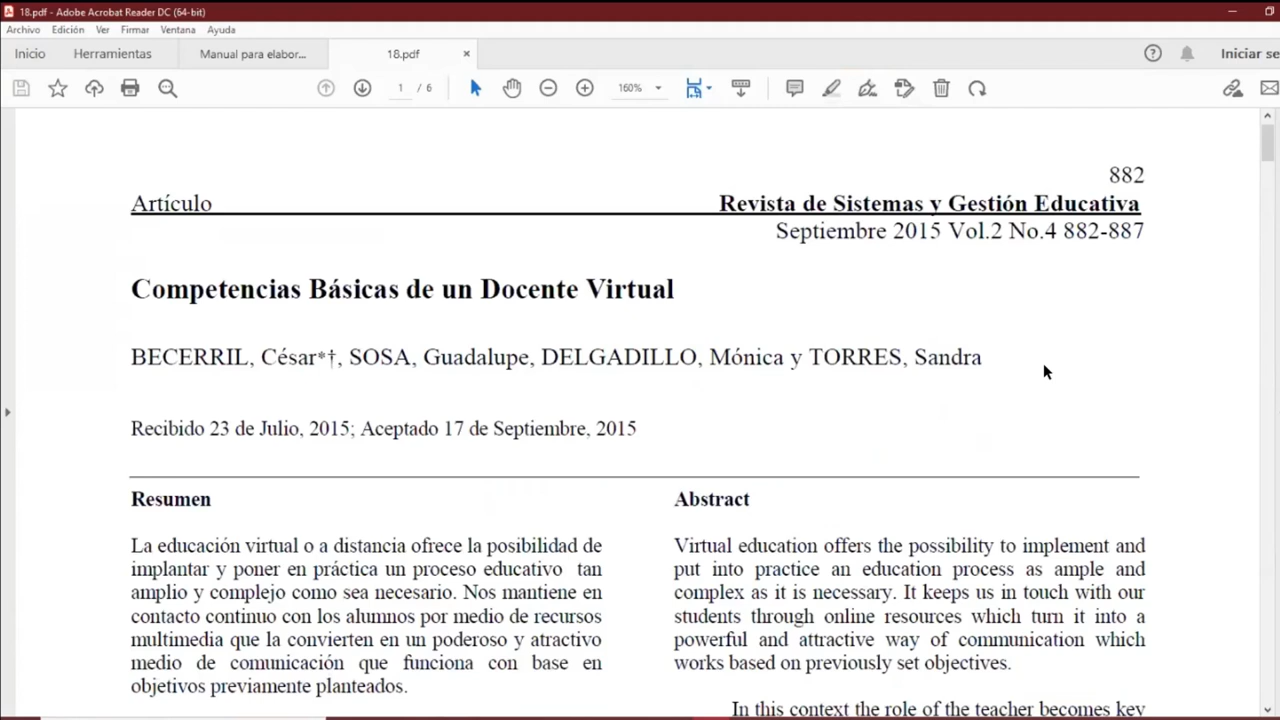 18.pdf - Adobe Acrobat Reader DC (64-bit)
Archivo Edición Ver Firmar Ventana Ayuda
Inicio Herramientas Manual para elabor... 18.pdf × Iniciar se
1 / 6 160%
882
Artículo Revista de Sistemas y Gestión Educativa
Septiembre 2015 Vol.2 No.4 882-887
Competencias Básicas de un Docente Virtual
BECERRIL, César*†, SOSA, Guadalupe, DELGADILLO, Mónica y TORRES, Sandra
Recibido 23 de Julio, 2015; Aceptado 17 de Septiembre, 2015
Resumen
La educación virtual o a distancia ofrece la posibilidad de
implantar y poner en práctica un proceso educativo tan
amplio y complejo como sea necesario. Nos mantiene en
contacto continuo con los alumnos por medio de recursos
multimedia que la convierten en un poderoso y atractivo
medio de comunicación que funciona con base en
objetivos previamente planteados.
Abstract
Virtual education offers the possibility to implement and
put into practice an education process as ample and
complex as it is necessary. It keeps us in touch with our
students through online resources which turn it into a
powerful and attractive way of communication which
works based on previously set objectives.
In this context the role of the teacher becomes key